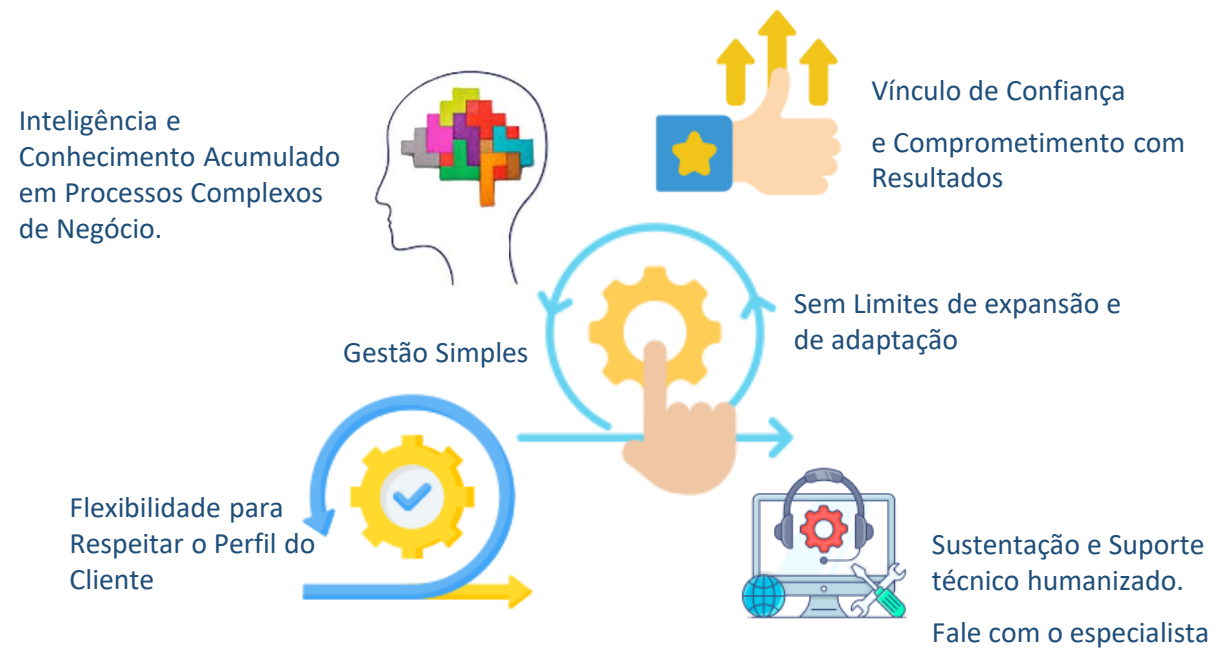 Inteligência e
Conhecimento Acumulado
em Processos Complexos
de Negócio.
Vínculo de Confiança
e Comprometimento com
Resultados
Gestão Simples
Sem Limites de expansão e
de adaptação
Flexibilidade para
Respeitar o Perfil do
Cliente
Sustentação e Suporte
técnico humanizado.
Fale com o especialista